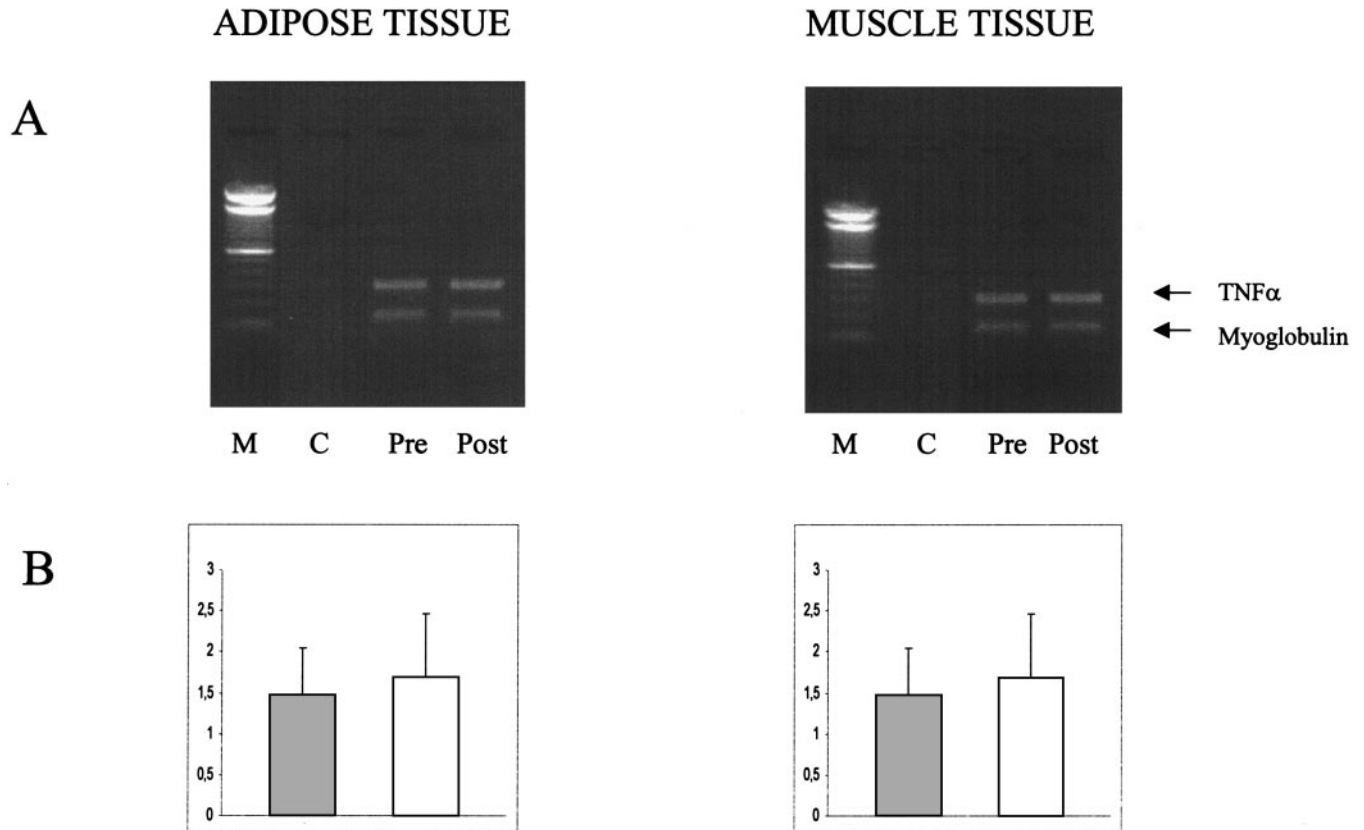 ADIPOSE TISSUE
MUSCLE TISSUE
A
TNFα
Myoglobulin
M C Pre Post
M C Pre Post
B
3
2,5
2
1,5
1
0,5
0
3
2,5
2
1,5
1
0,5
0